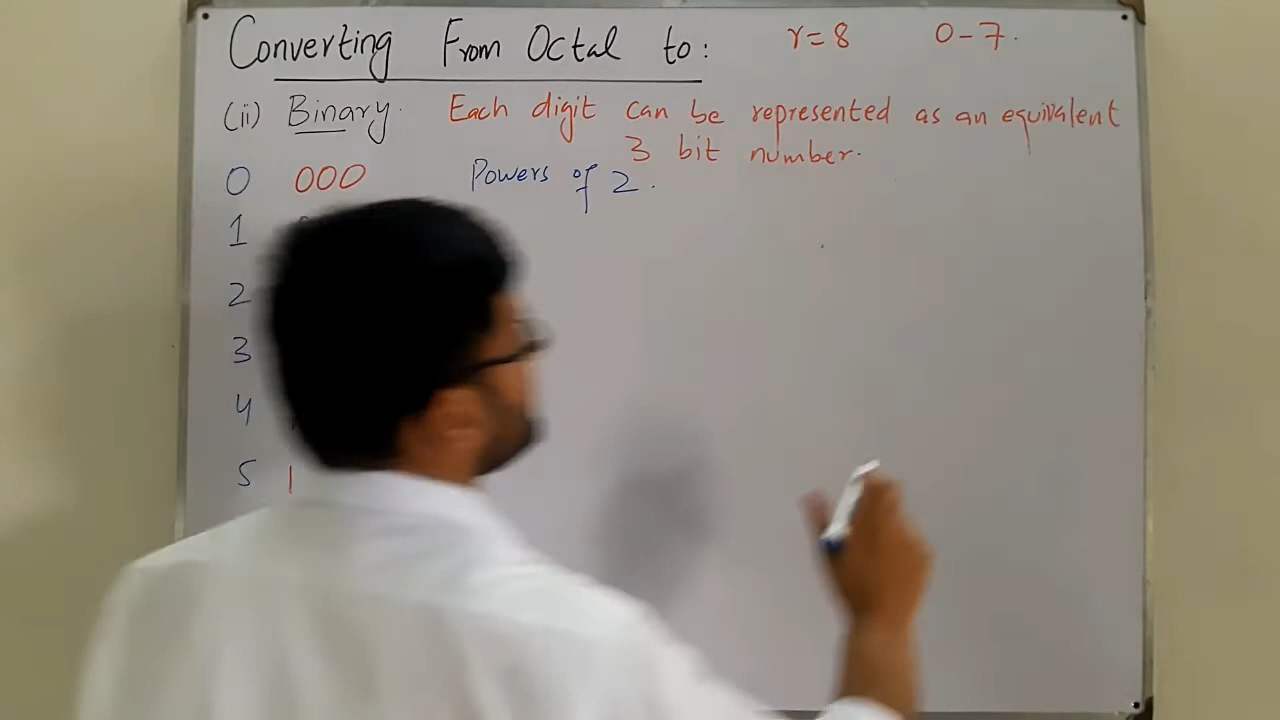 Converting From Octal to: r=8 0-7.
(ii) Binary. Each digit can be represented as an equivalent
3 bit number.
0 000 Powers of 2.
1
2
3
4
5 1